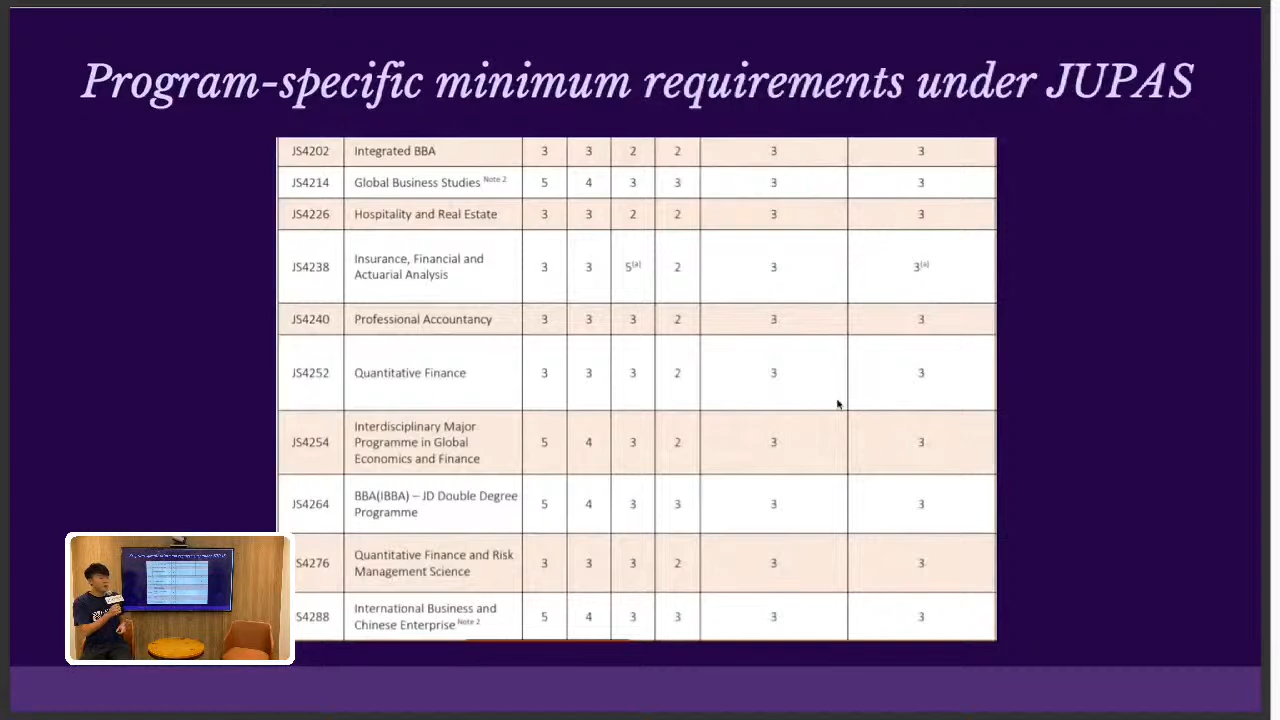 Program-specific minimum requirements under JUPAS
JS4202 Integrated BBA 3 3 2 2 3 3
JS4214 Global Business Studies Note 2 5 4 3 3 3 3
JS4226 Hospitality and Real Estate 3 3 2 2 3 3
JS4238 Insurance, Financial and
Actuarial Analysis 3 3 5(a) 2 3 3(a)
JS4240 Professional Accountancy 3 3 3 2 3 3
JS4252 Quantitative Finance 3 3 3 2 3 3
JS4254 Interdisciplinary Major
Programme in Global
Economics and Finance 5 4 3 2 3 3
JS4264 BBA(IBBA) – JD Double Degree
Programme 5 4 3 3 3 3
S4276 Quantitative Finance and Risk
Management Science 3 3 3 2 3 3
S4288 International Business and
Chinese Enterprise Note 2 5 4 3 3 3 3